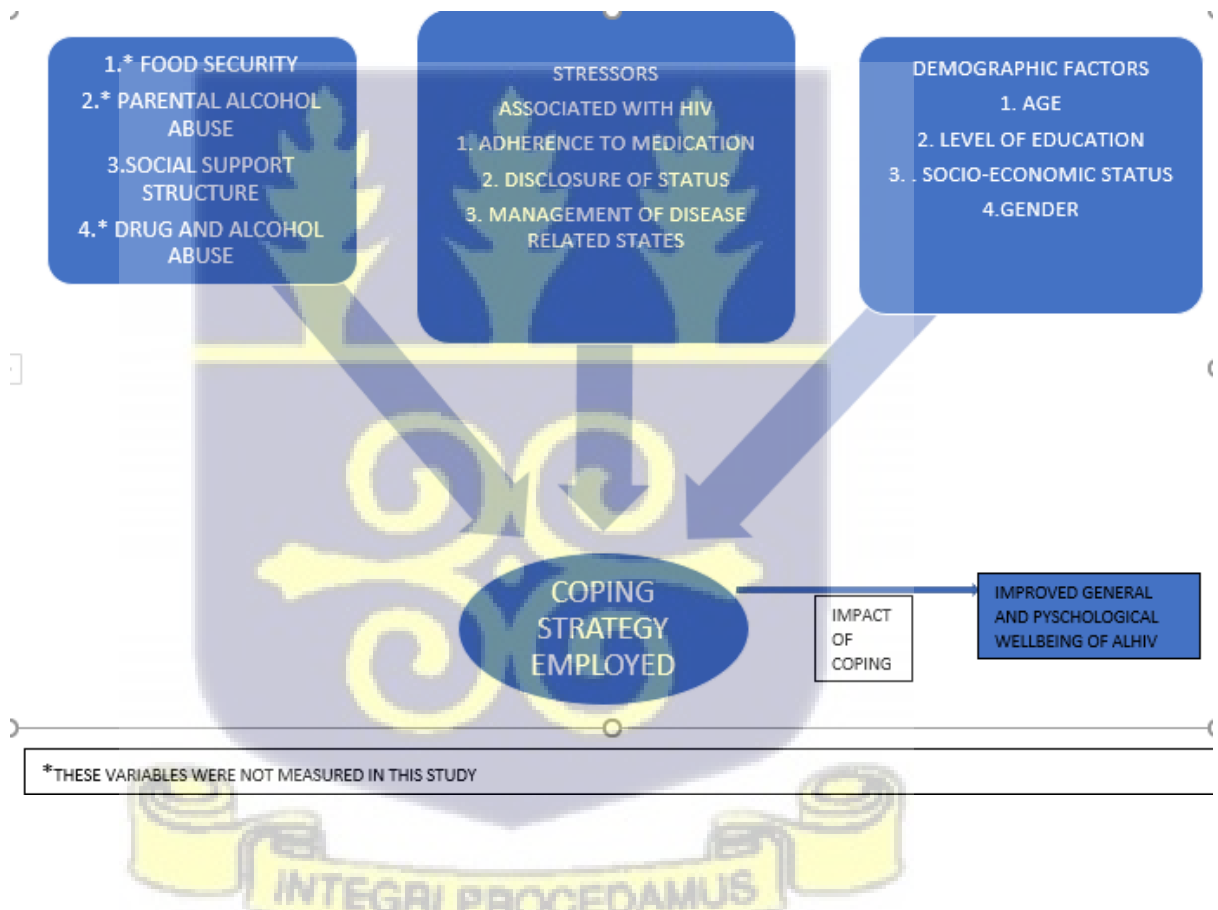 1.* FOOD SECURITY
2.* PARENTAL ALCOHOL
ABUSE
3.SOCIAL SUPPORT
STRUCTURE
4.* DRUG AND ALCOHOL
ABUSE
STRESSORS
ASSOCIATED WITH HIV
1. ADHERENCE TO MEDICATION
2. DISCLOSURE OF STATUS
3. MANAGEMENT OF DISEASE
RELATED STATES
DEMOGRAPHIC FACTORS
1. AGE
2. LEVEL OF EDUCATION
3. . SOCIO-ECONOMIC STATUS
4.GENDER
COPING
STRATEGY
EMPLOYED
IMPACT
OF
COPING
IMPROVED GENERAL
AND PYSCHOLOGICAL
WELLBEING OF ALHIV
*THESE VARIABLES WERE NOT MEASURED IN THIS STUDY
INTEGRI PROCEDAMUS